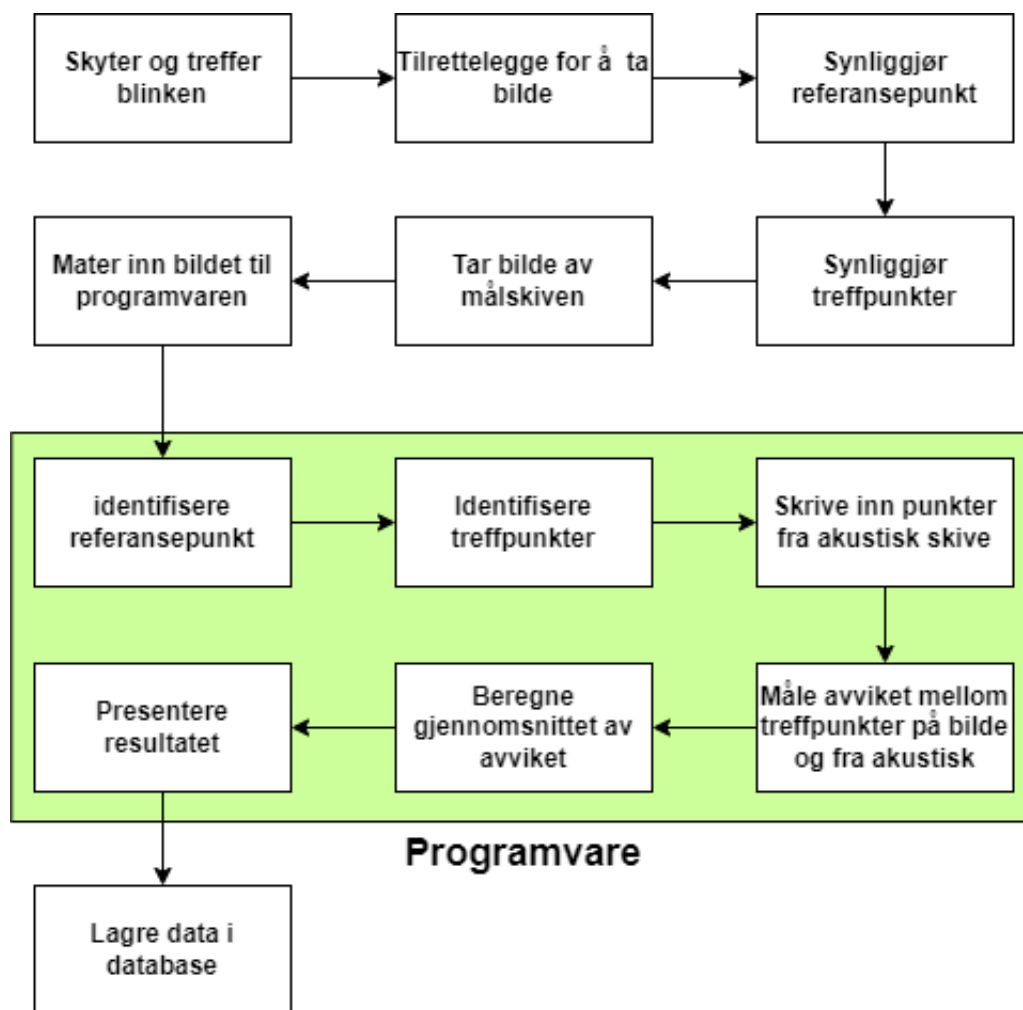 Skyter og treffer
blinken
Tilrettelegge for å ta
bilde
Synliggjør
referansepunkt
Synliggjør
treffpunkter
Tar bilde av
målskiven
Mater inn bildet til
programvaren
identifisere
referansepunkt
Identifisere
treffpunkter
Skrive inn punkter
fra akustisk skive
Måle avviket mellom
treffpunkter på bilde
og fra akustisk
Beregne
gjennomsnittet av
avviket
Presentere
resultatet
Programvare
Lagre data i
database